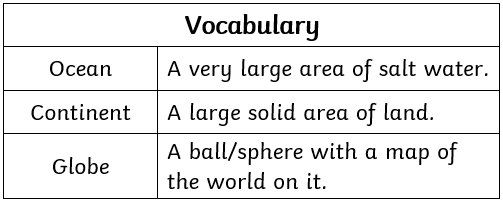 Vocabulary
Ocean
A very large area of salt water.
Continent
A large solid area of land.
Globe
A ball/sphere with a map of
the world on it.